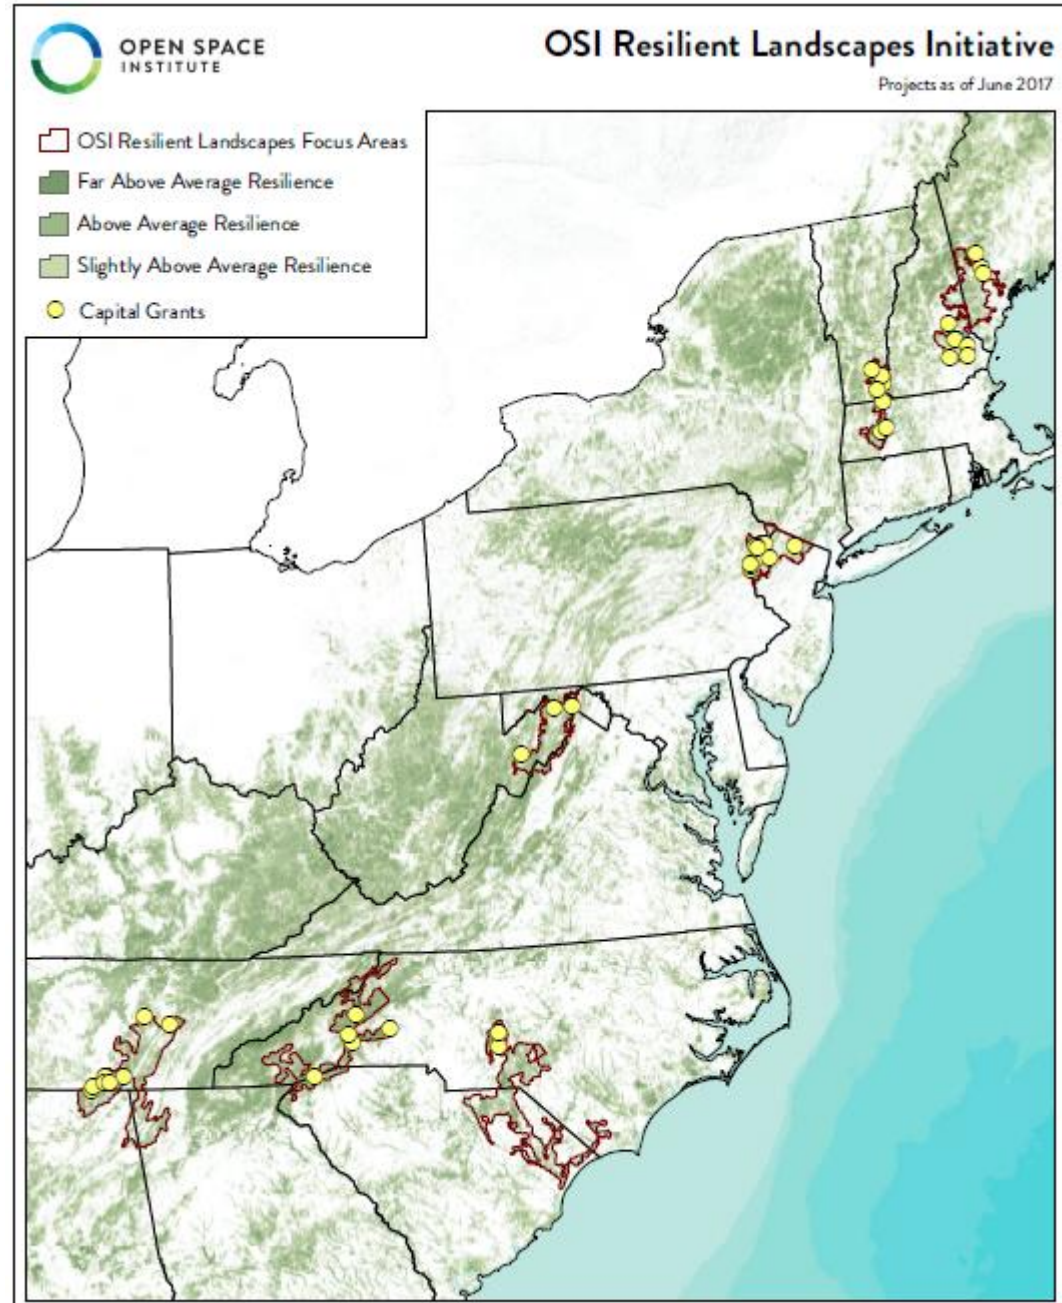 OPEN SPACE
INSTITUTE
OSI Resilient Landscapes Initiative
Projects as of June 2017
OSI Resilient Landscapes Focus Areas
Far Above Average Resilience
Above Average Resilience
Slightly Above Average Resilience
Capital Grants